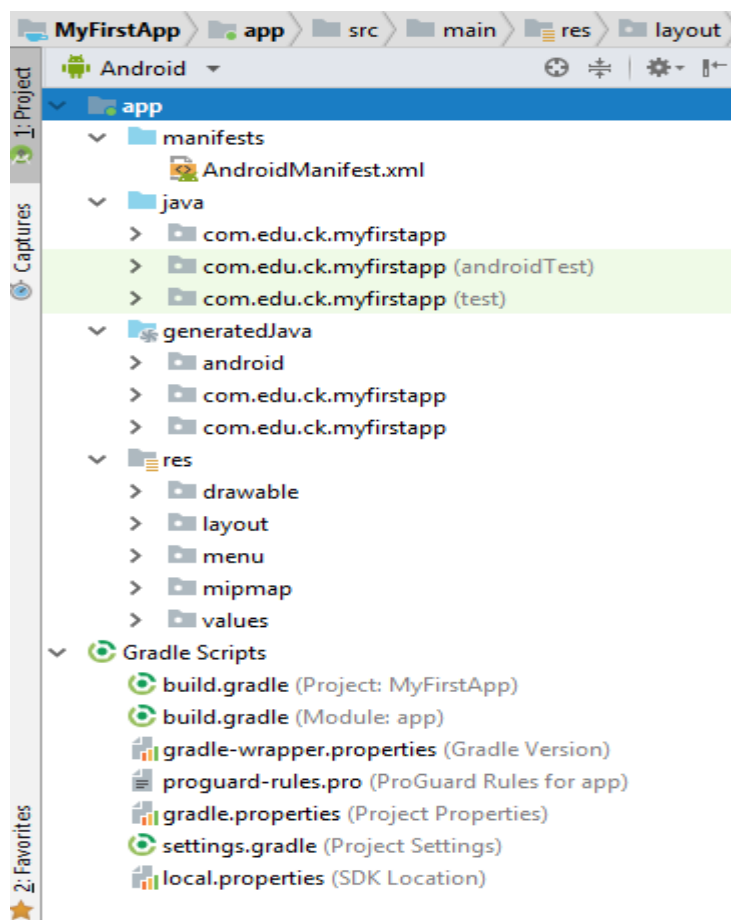 MyFirstApp app src main res layout
Android
1: Project
Captures
2: Favorites
app
manifests
AndroidManifest.xml
java
com.edu.ck.myfirstapp
com.edu.ck.myfirstapp (androidTest)
com.edu.ck.myfirstapp (test)
generatedJava
android
com.edu.ck.myfirstapp
com.edu.ck.myfirstapp
res
drawable
layout
menu
mipmap
values
Gradle Scripts
build.gradle (Project: MyFirstApp)
build.gradle (Module: app)
gradle-wrapper.properties (Gradle Version)
proguard-rules.pro (ProGuard Rules for app)
gradle.properties (Project Properties)
settings.gradle (Project Settings)
local.properties (SDK Location)